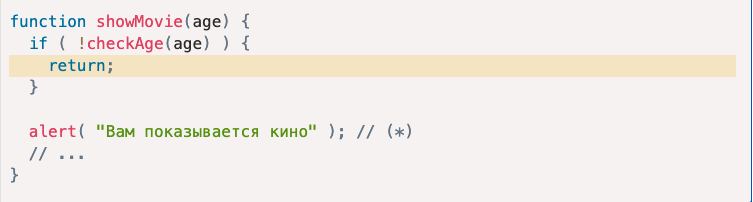 function showMovie(age) {
  if ( !checkAge(age) ) {
    return;
  }

  alert( "Вам показывается кино" ); // (*)
  // ...
}